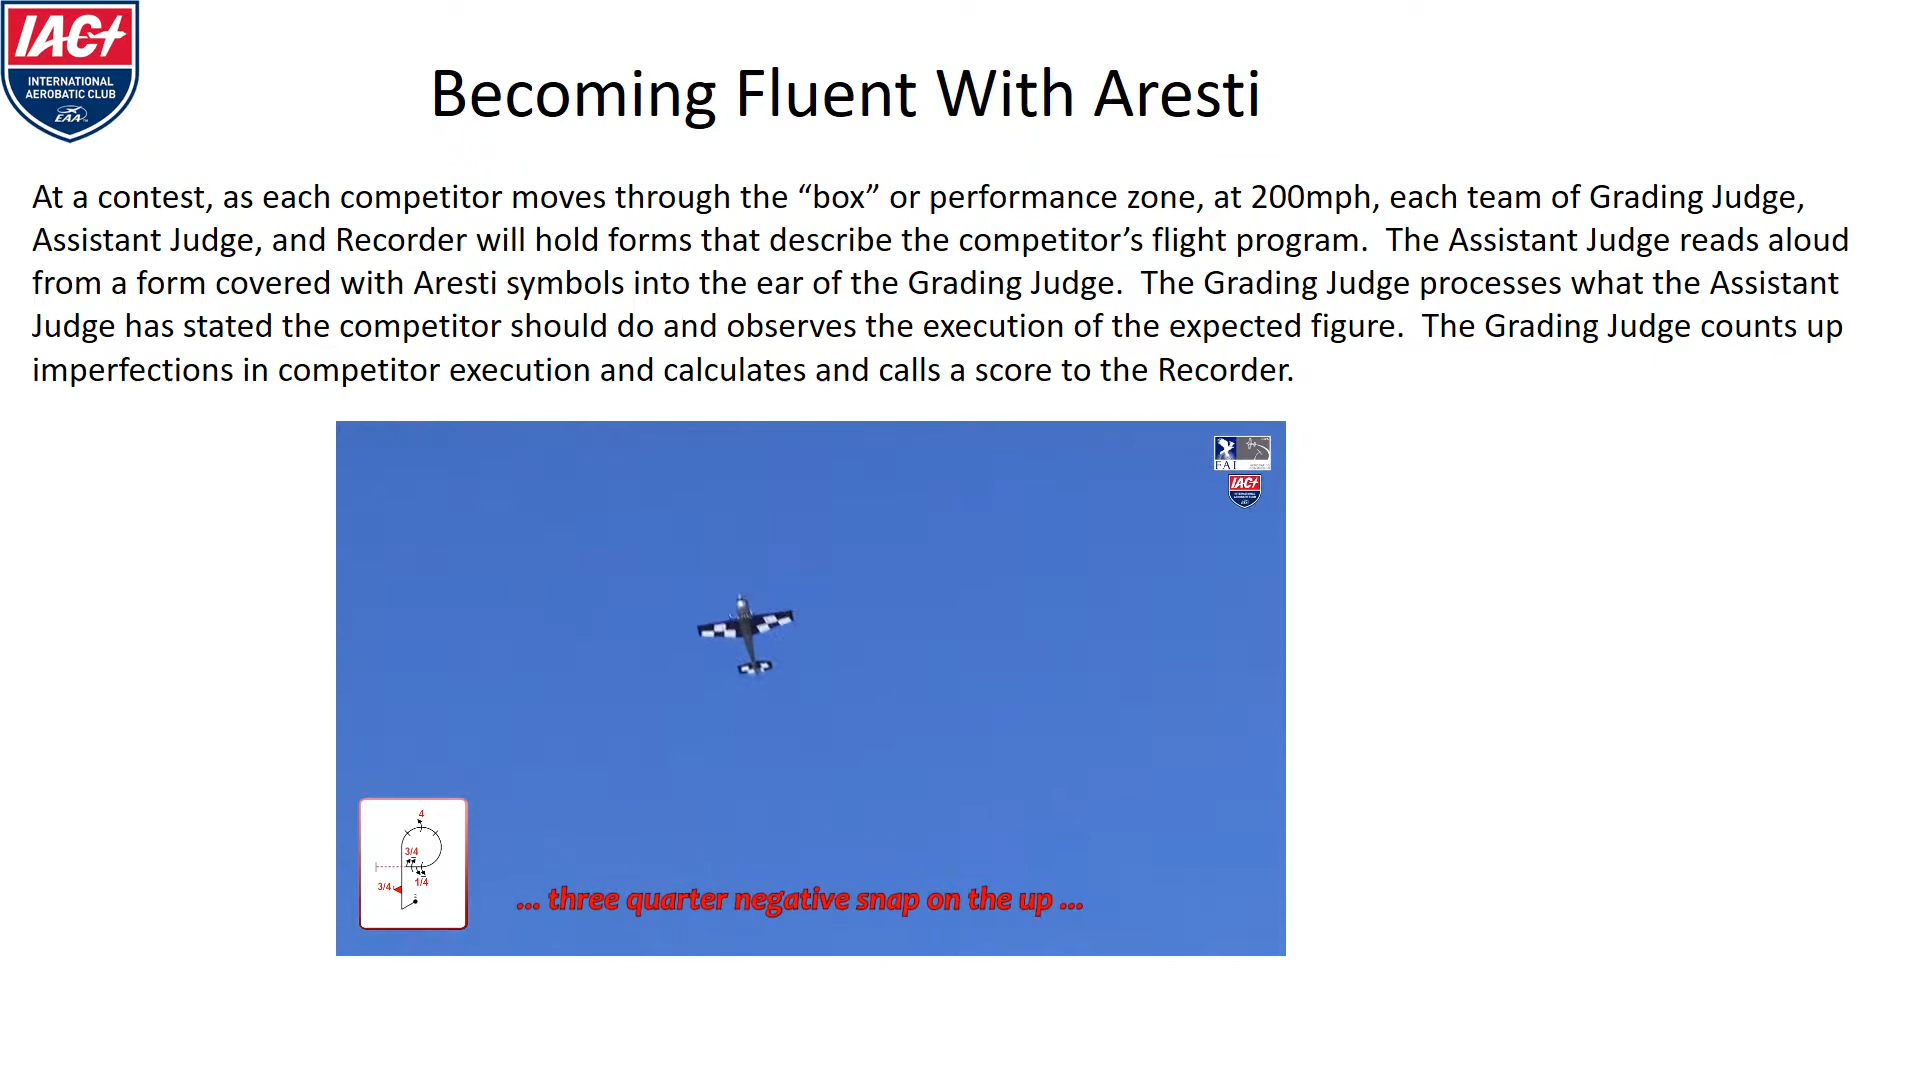 IAC
INTERNATIONAL
AEROBATIC CLUB
EAA
Becoming Fluent With Aresti
At a contest, as each competitor moves through the “box” or performance zone, at 200mph, each team of Grading Judge,
Assistant Judge, and Recorder will hold forms that describe the competitor’s flight program.  The Assistant Judge reads aloud
from a form covered with Aresti symbols into the ear of the Grading Judge.  The Grading Judge processes what the Assistant
Judge has stated the competitor should do and observes the execution of the expected figure.  The Grading Judge counts up
imperfections in competitor execution and calculates and calls a score to the Recorder.
FAI
IAC
4
3/4
3/4
1/4
... three quarter negative snap on the up ...